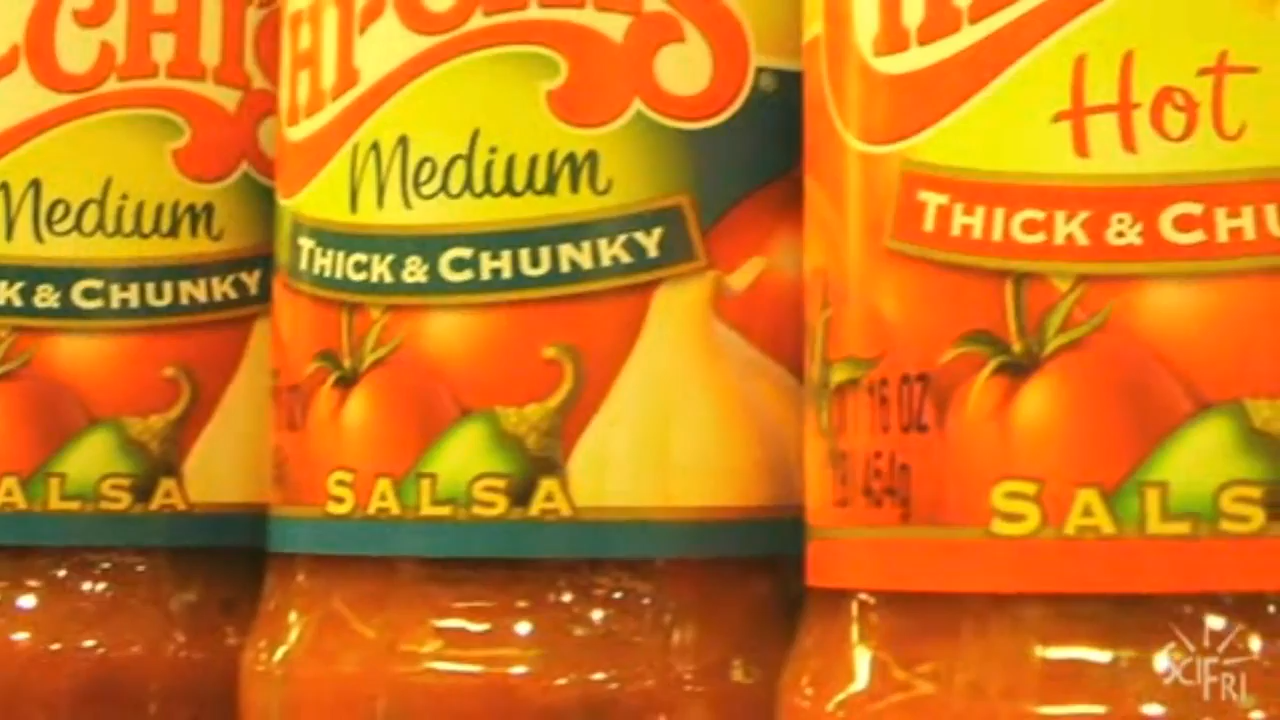 Medium
K & CHUNKY
SALSA
Medium
THICK & CHUNKY
SALSA
Hot
THICK & CHU
16 OZ
454g
SALS
SCIFRI